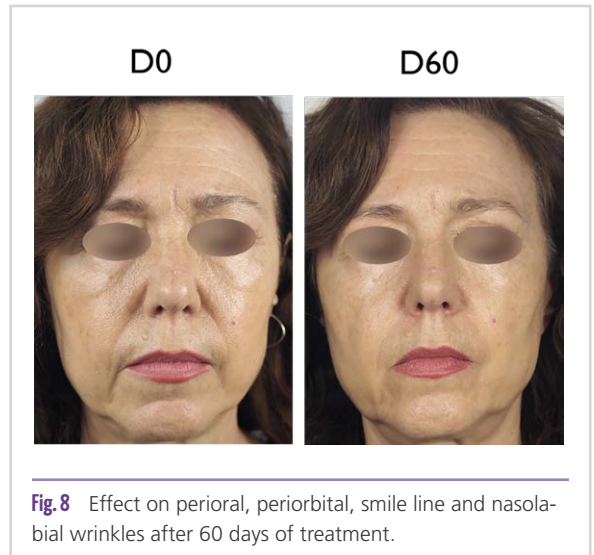 D0 D60
Fig. 8 Effect on perioral, periorbital, smile line and nasola-
bial wrinkles after 60 days of treatment.